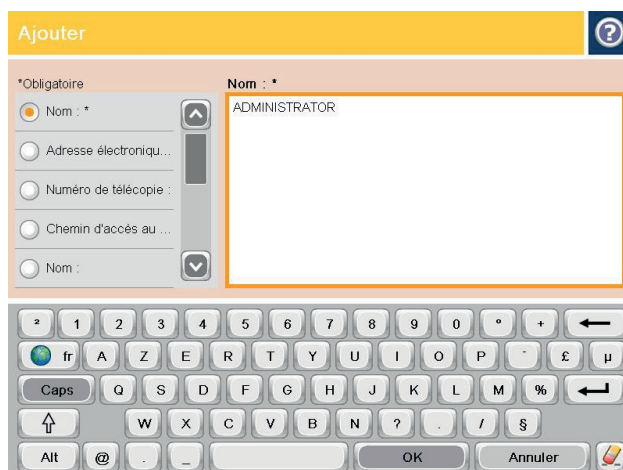 Ajouter
?
*Obligatoire
Nom : *
Nom : *
ADMINISTRATOR
Adresse électroniqu...
Numéro de télécopie :
Chemin d'accès au ...
Nom :
² 1 2 3 4 5 6 7 8 9 0 ° +
fr A Z E R T Y U I O P ¨ £ µ
Caps Q S D F G H J K L M %
W X C V B N ? . / §
Alt @ . _ OK Annuler